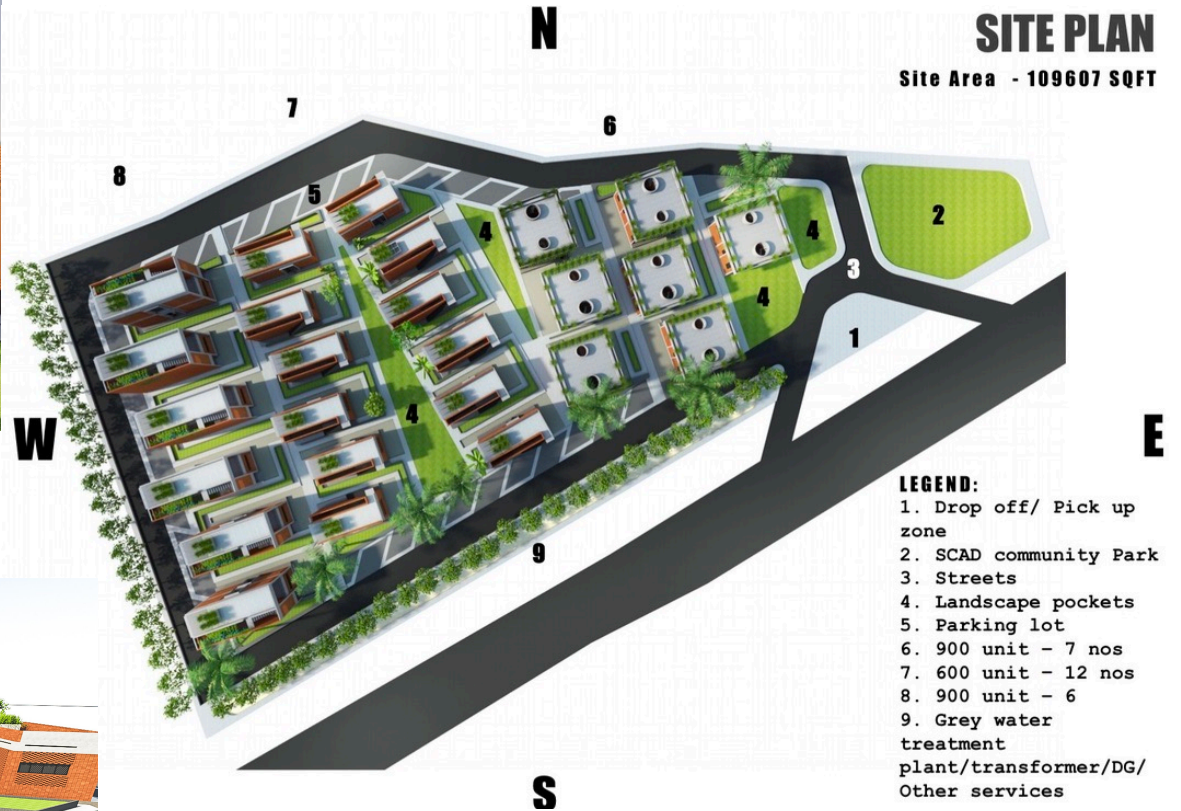 N
SITE PLAN
Site Area - 109607 SQFT
7
6
8
5
4
4
2
3
4
1
4
W
E
9
S
LEGEND:
1. Drop off/ Pick up
zone
2. SCAD community Park
3. Streets
4. Landscape pockets
5. Parking lot
6. 900 unit – 7 nos
7. 600 unit – 12 nos
8. 900 unit – 6
9. Grey water
treatment
plant/transformer/DG/
Other services